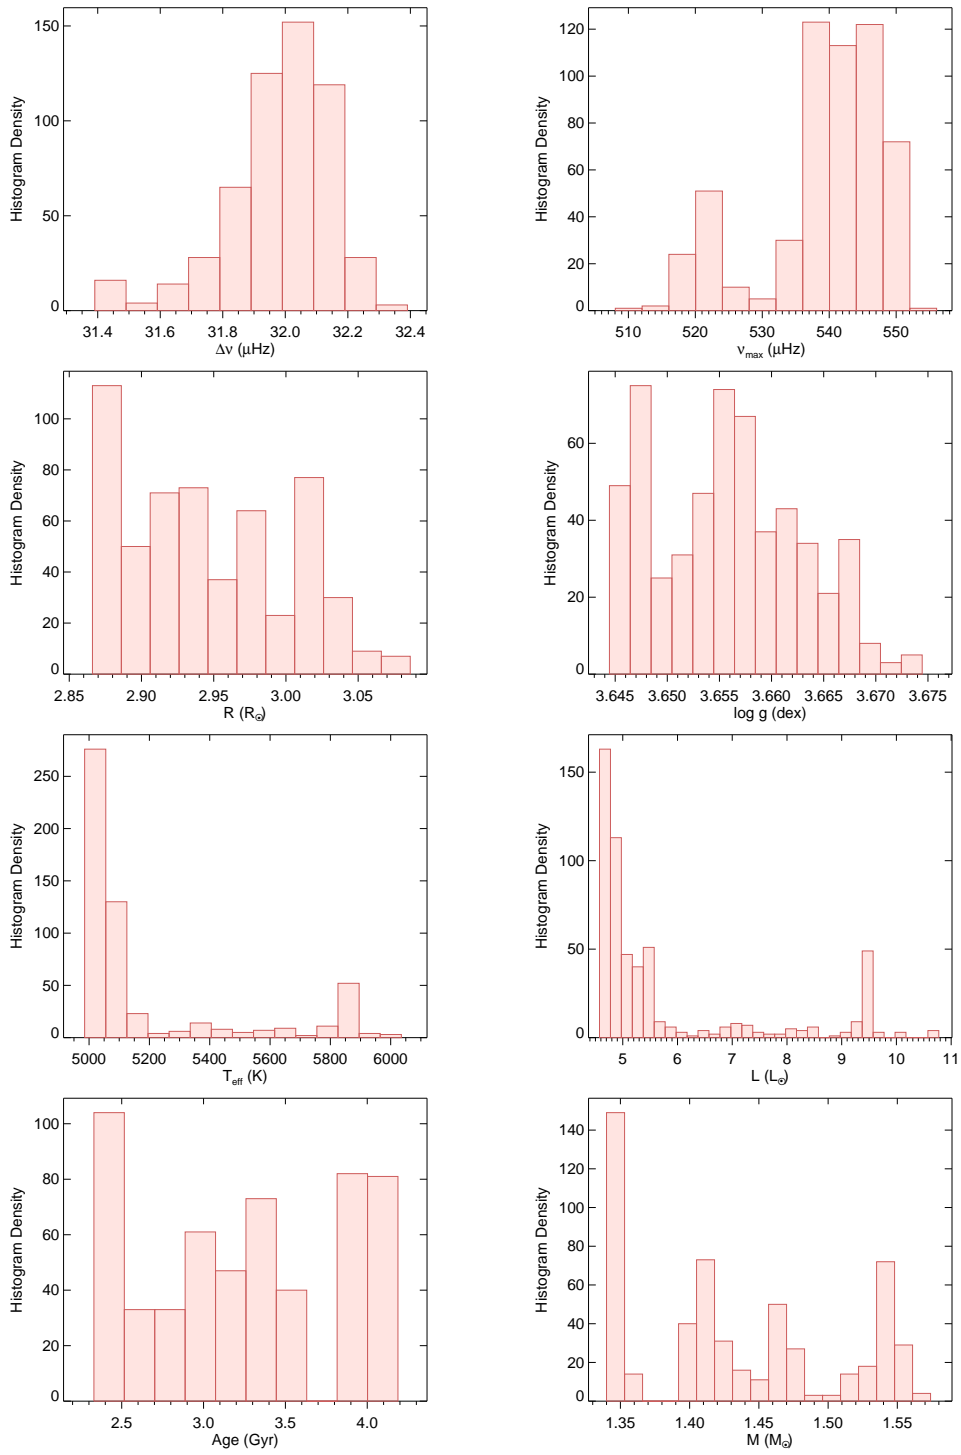 150
100
50
0
Histogram Density
31.4 31.6 31.8 32.0 32.2 32.4
Δν (μHz)
120
100
80
60
40
20
0
Histogram Density
510 520 530 540 550
ν_max (μHz)
100
80
60
40
20
0
Histogram Density
2.85 2.90 2.95 3.00 3.05
R (R☉)
60
40
20
0
Histogram Density
3.645 3.650 3.655 3.660 3.665 3.670 3.675
log g (dex)
250
200
150
100
50
0
Histogram Density
5000 5200 5400 5600 5800 6000
T_eff (K)
150
100
50
0
Histogram Density
5 6 7 8 9 10 11
L (L☉)
100
80
60
40
20
0
Histogram Density
2.5 3.0 3.5 4.0
Age (Gyr)
140
120
100
80
60
40
20
0
Histogram Density
1.35 1.40 1.45 1.50 1.55
M (M☉)